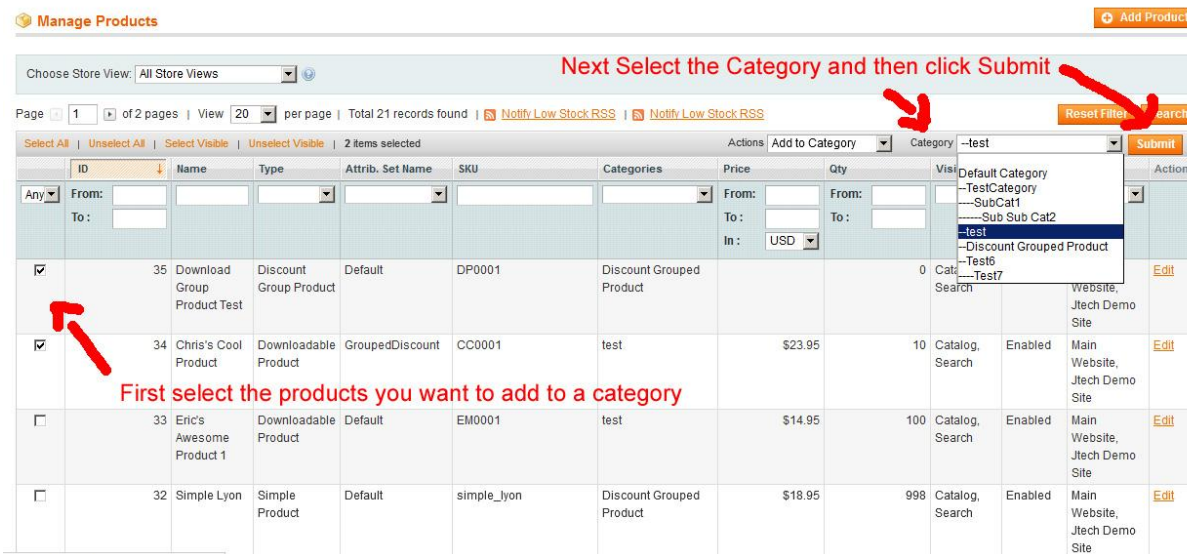 Manage Products
Add Product
Choose Store View: All Store Views
Next Select the Category and then click Submit
Page 1 of 2 pages | View 20 per page | Total 21 records found | Notify Low Stock RSS | Notify Low Stock RSS
Reset Filter Search
Select All | Unselect All | Select Visible | Unselect Visible | 2 items selected
Actions Add to Category Category --test Submit
ID Name Type Attrib. Set Name SKU Categories Price Qty Visi Action
Any From: From: From:
To : To : To :
In : USD
Default Category
--TestCategory
----SubCat1
------Sub Sub Cat2
--test
--Discount Grouped Product
--Test6
----Test7
35 Download Discount Default DP0001 Discount Grouped 0 Cata Edit
Group Group Product Product Search Website,
Product Test Jtech Demo
Site
34 Chris's Cool Downloadable GroupedDiscount CC0001 test $23.95 10 Catalog, Enabled Main Edit
Product Product Search Website,
Jtech Demo
Site
First select the products you want to add to a category
33 Eric's Downloadable Default EM0001 test $14.95 100 Catalog, Enabled Main Edit
Awesome Product Search Website,
Product 1 Jtech Demo
Site
32 Simple Lyon Simple Default simple_lyon Discount Grouped $18.95 998 Catalog, Enabled Main Edit
Product Product Search Website,
Jtech Demo
Site